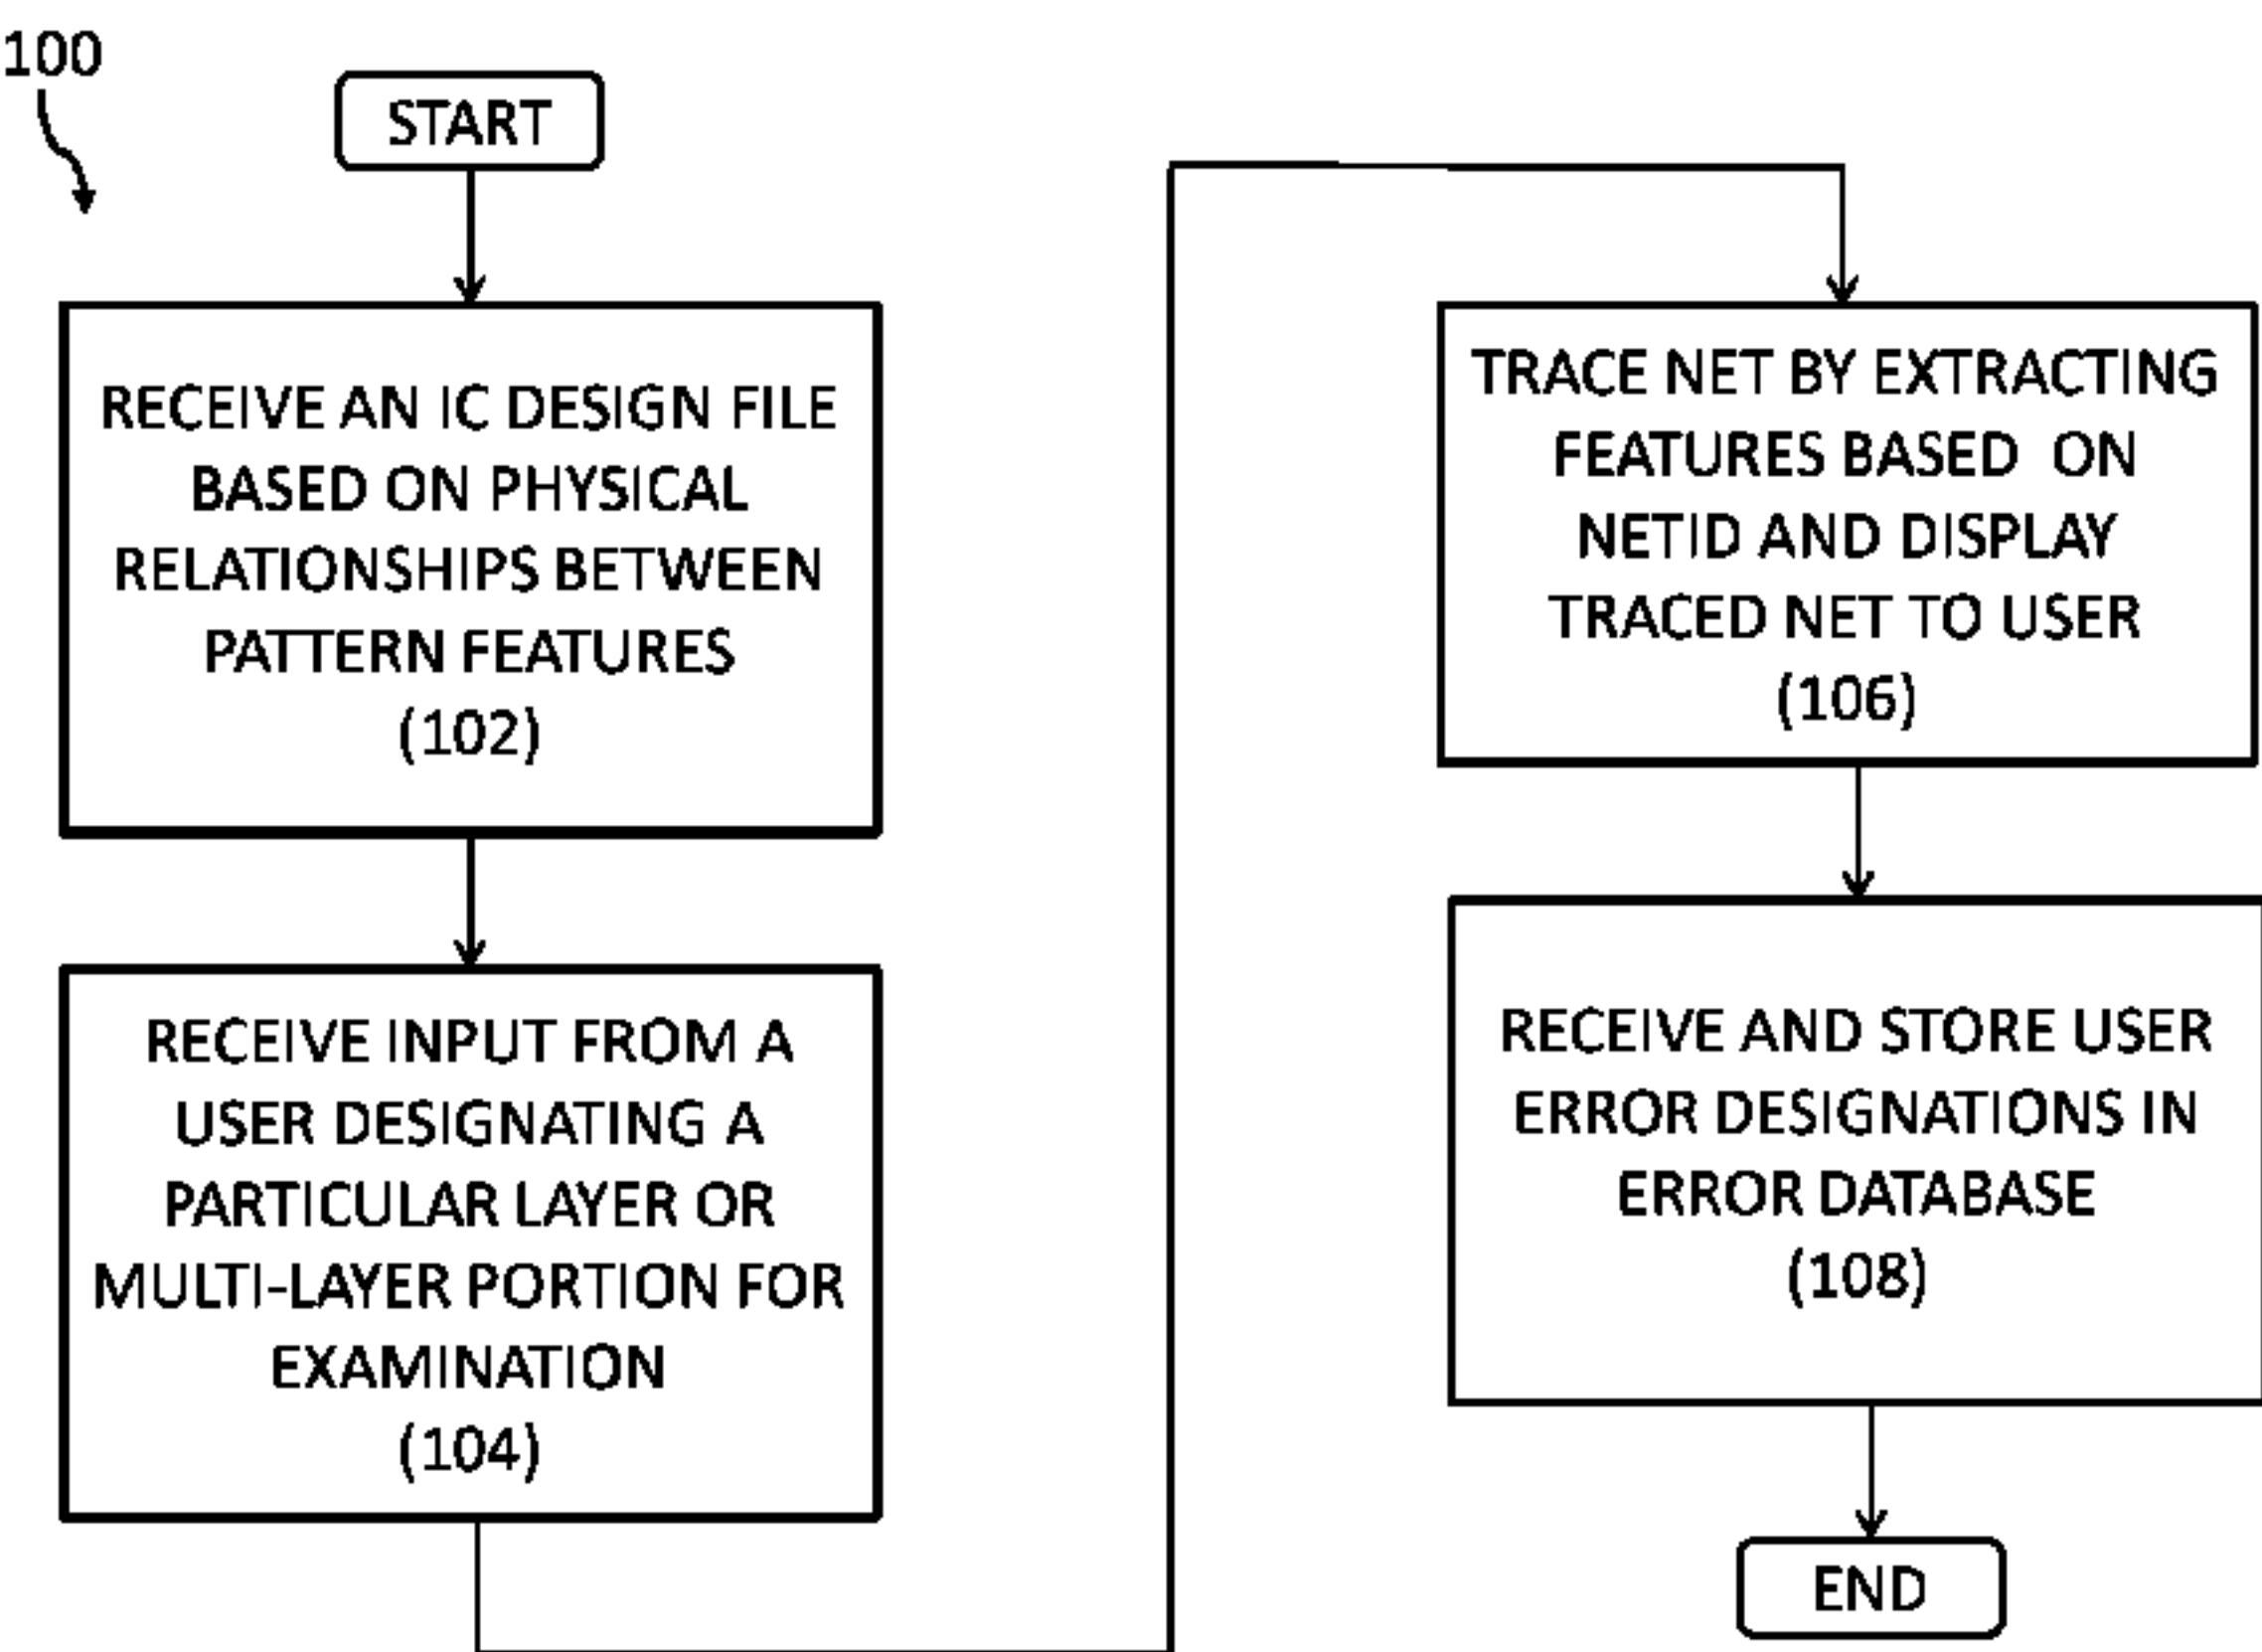 100
START
RECEIVE AN IC DESIGN FILE
BASED ON PHYSICAL
RELATIONSHIPS BETWEEN
PATTERN FEATURES
(102)
RECEIVE INPUT FROM A
USER DESIGNATING A
PARTICULAR LAYER OR
MULTI-LAYER PORTION FOR
EXAMINATION
(104)
TRACE NET BY EXTRACTING
FEATURES BASED ON
NETID AND DISPLAY
TRACED NET TO USER
(106)
RECEIVE AND STORE USER
ERROR DESIGNATIONS IN
ERROR DATABASE
(108)
END